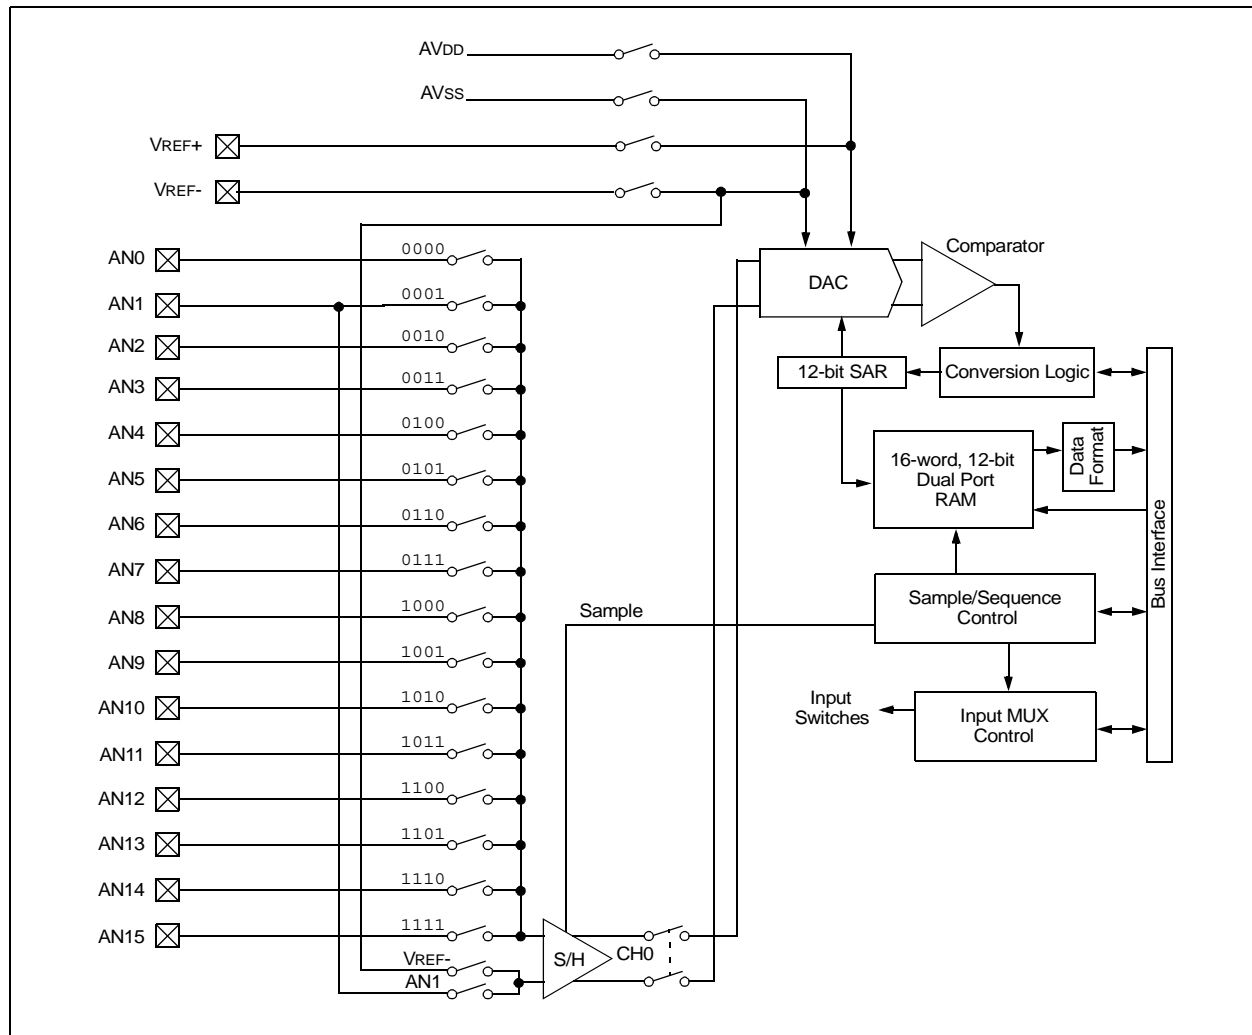 AVDD
AVSS
VREF+
VREF-
AN0
0000
AN1
0001
AN2
0010
AN3
0011
AN4
0100
AN5
0101
AN6
0110
AN7
0111
AN8
1000
AN9
1001
AN10
1010
AN11
1011
AN12
1100
AN13
1101
AN14
1110
AN15
1111
VREF-
AN1
S/H
CH0
Comparator
DAC
12-bit SAR
Conversion Logic
16-word, 12-bit
Dual Port
RAM
Data
Format
Bus Interface
Sample
Sample/Sequence
Control
Input
Switches
Input MUX
Control